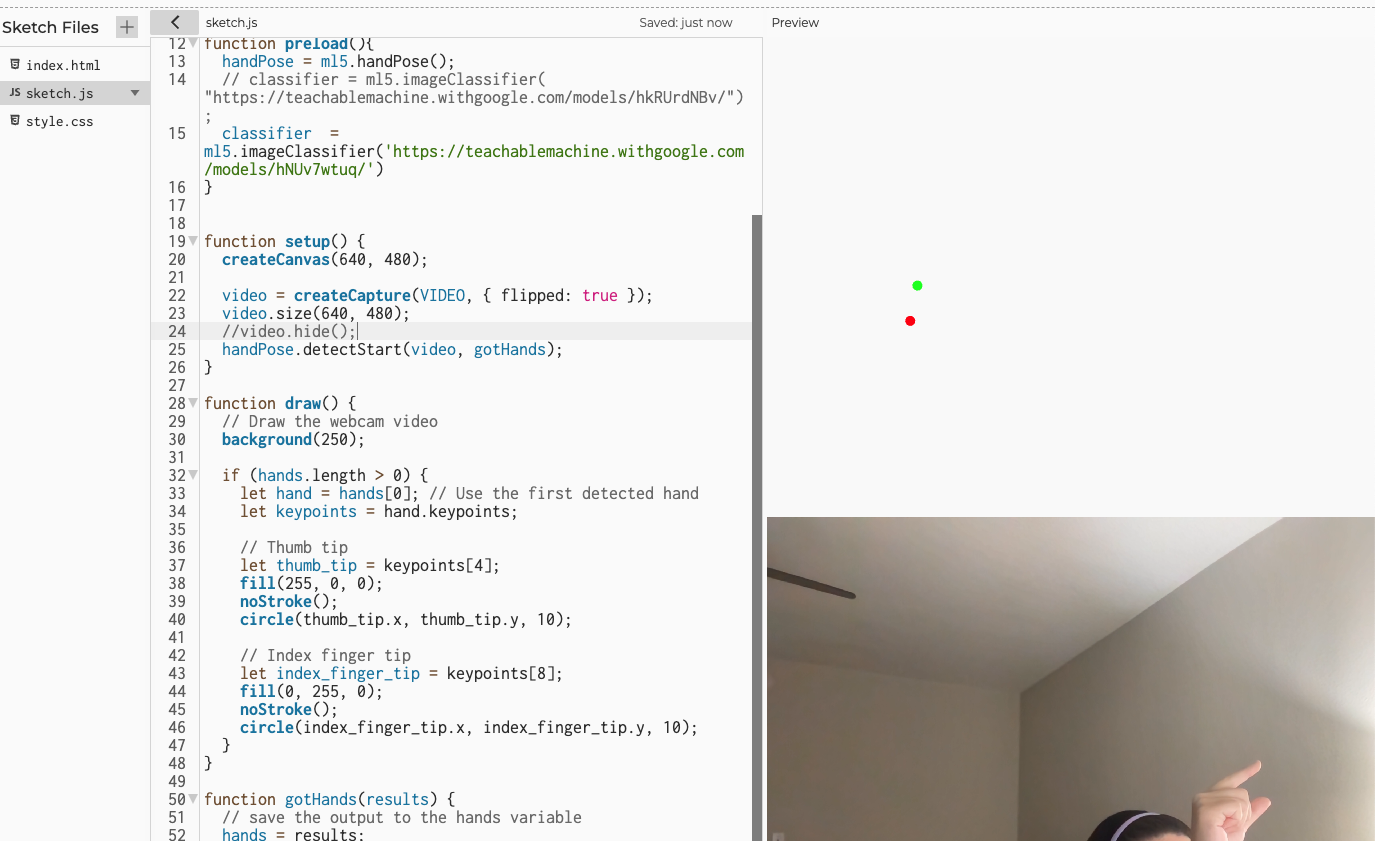 Sketch Files
sketch.js
Saved: just now
Preview
index.html
JS sketch.js
style.css
12 function preload(){
13 handPose = ml5.handPose();
14 // classifier = ml5.imageClassifier(
"https://teachablemachine.withgoogle.com/models/hkRUrdNBv/")
;
15 classifier  =
ml5.imageClassifier('https://teachablemachine.withgoogle.com
/models/hNUv7wtuq/')
16 }
17
18
19 function setup() {
20 createCanvas(640, 480);
21
22 video = createCapture(VIDEO, { flipped: true });
23 video.size(640, 480);
24 //video.hide();
25 handPose.detectStart(video, gotHands);
26 }
27
28 function draw() {
29 // Draw the webcam video
30 background(250);
31
32 if (hands.length > 0) {
33 let hand = hands[0]; // Use the first detected hand
34 let keypoints = hand.keypoints;
35
36 // Thumb tip
37 let thumb_tip = keypoints[4];
38 fill(255, 0, 0);
39 noStroke();
40 circle(thumb_tip.x, thumb_tip.y, 10);
41
42 // Index finger tip
43 let index_finger_tip = keypoints[8];
44 fill(0, 255, 0);
45 noStroke();
46 circle(index_finger_tip.x, index_finger_tip.y, 10);
47 }
48 }
49
50 function gotHands(results) {
51 // save the output to the hands variable
52 hands = results;